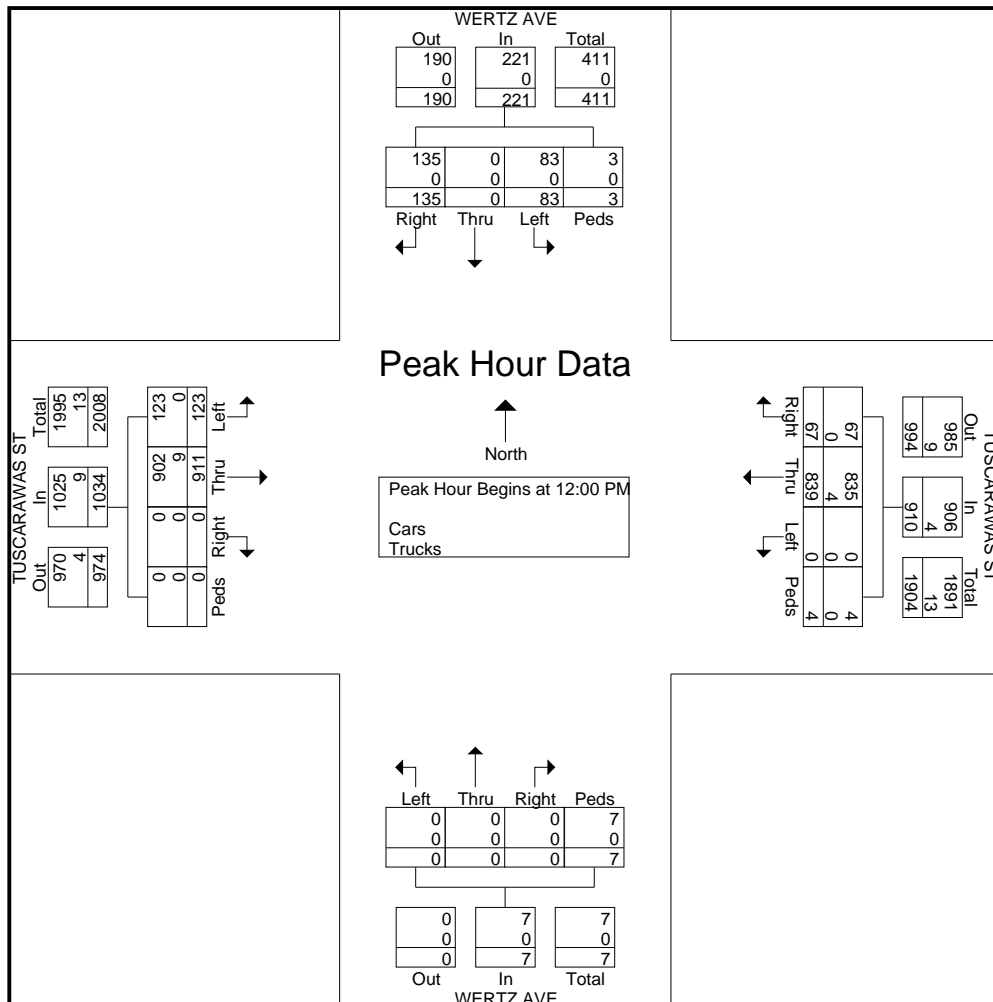 WERTZ AVE
Out In Total
190 221 411
0 0 0
190 221 411
135 0 83 3
0 0 0 0
135 0 83 3
Right Thru Left Peds
Peak Hour Data
North
Peak Hour Begins at 12:00 PM
Cars
Trucks
TUSCARAWAS ST
Out In Total
970 1025 1995
4 9 13
974 1034 2008
0 0 902 123
0 0 9 0
0 0 911 123
Peds Right Thru Left
TUSCARAWAS ST
Out In Total
985 906 1891
9 4 13
994 910 1904
67 835 0 4
0 4 0 0
67 839 0 4
Right Thru Left Peds
Left Thru Right Peds
0 0 0 7
0 0 0 0
0 0 0 7
0 7 7
0 0 0
0 7 7
Out In Total
WERTZ AVE